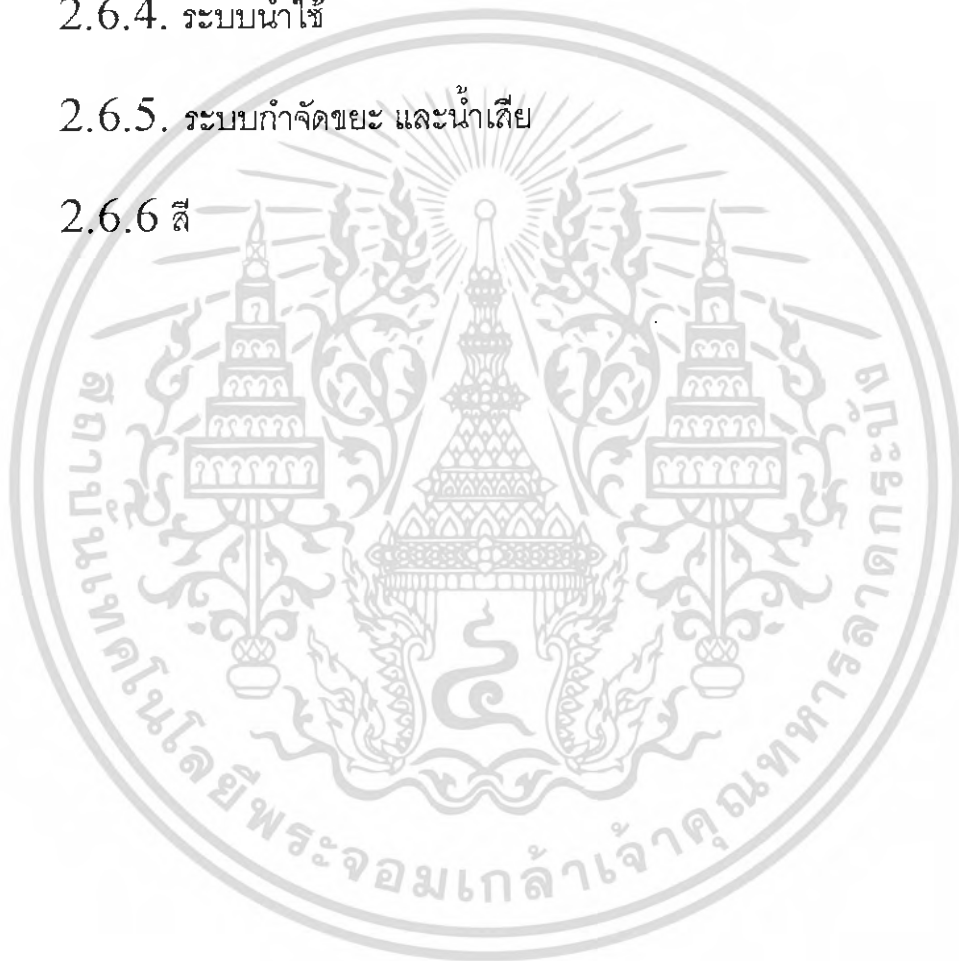 2.6.4. ระบบน้ำใช้
2.6.5. ระบบกำจัดขยะ และน้ำเสีย
2.6.6 สี
สถาบันเทคโนโลยีพระจอมเกล้าเจ้าคุณทหารลาดกระบัง
๔